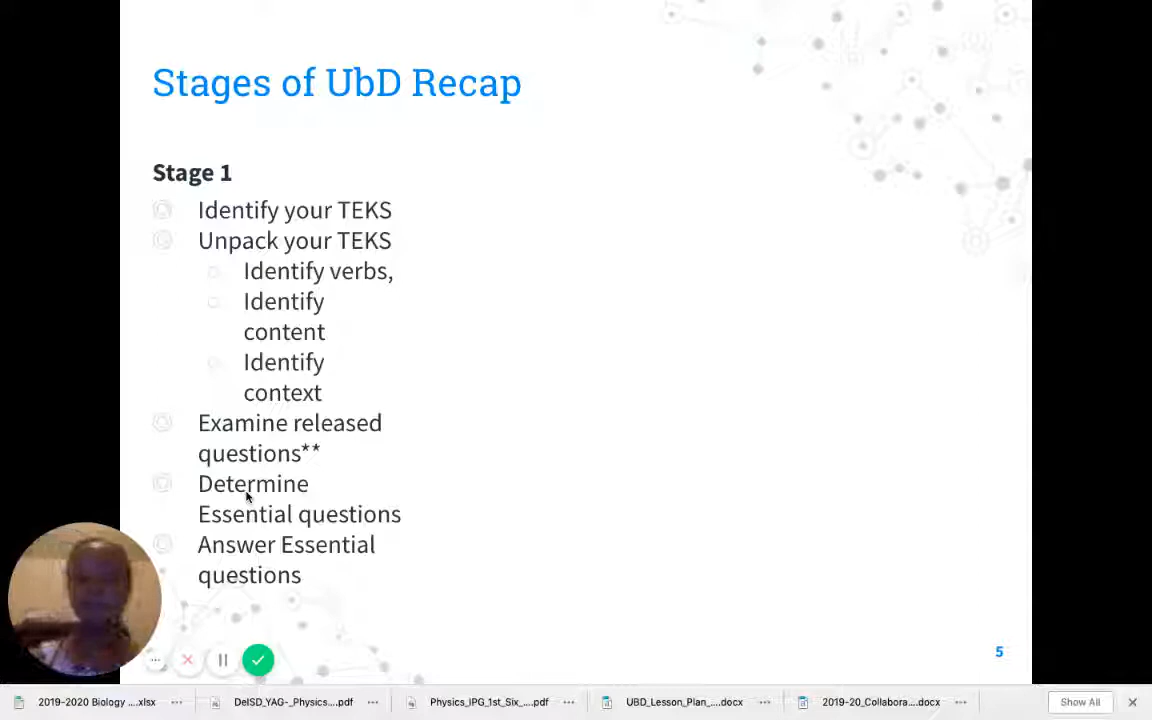 Stages of UbD Recap
Stage 1
Identify your TEKS
Unpack your TEKS
Identify verbs,
Identify
content
Identify
context
Examine released
questions**
Determine
Essential questions
Answer Essential
questions
5
2019-2020 Biology ....xlsx
DeISD_YAG-_Physics....pdf
Physics_IPG_1st_Six_...pdf
UBD_Lesson_Plan_...docx
2019-20_Collabora....docx
Show All